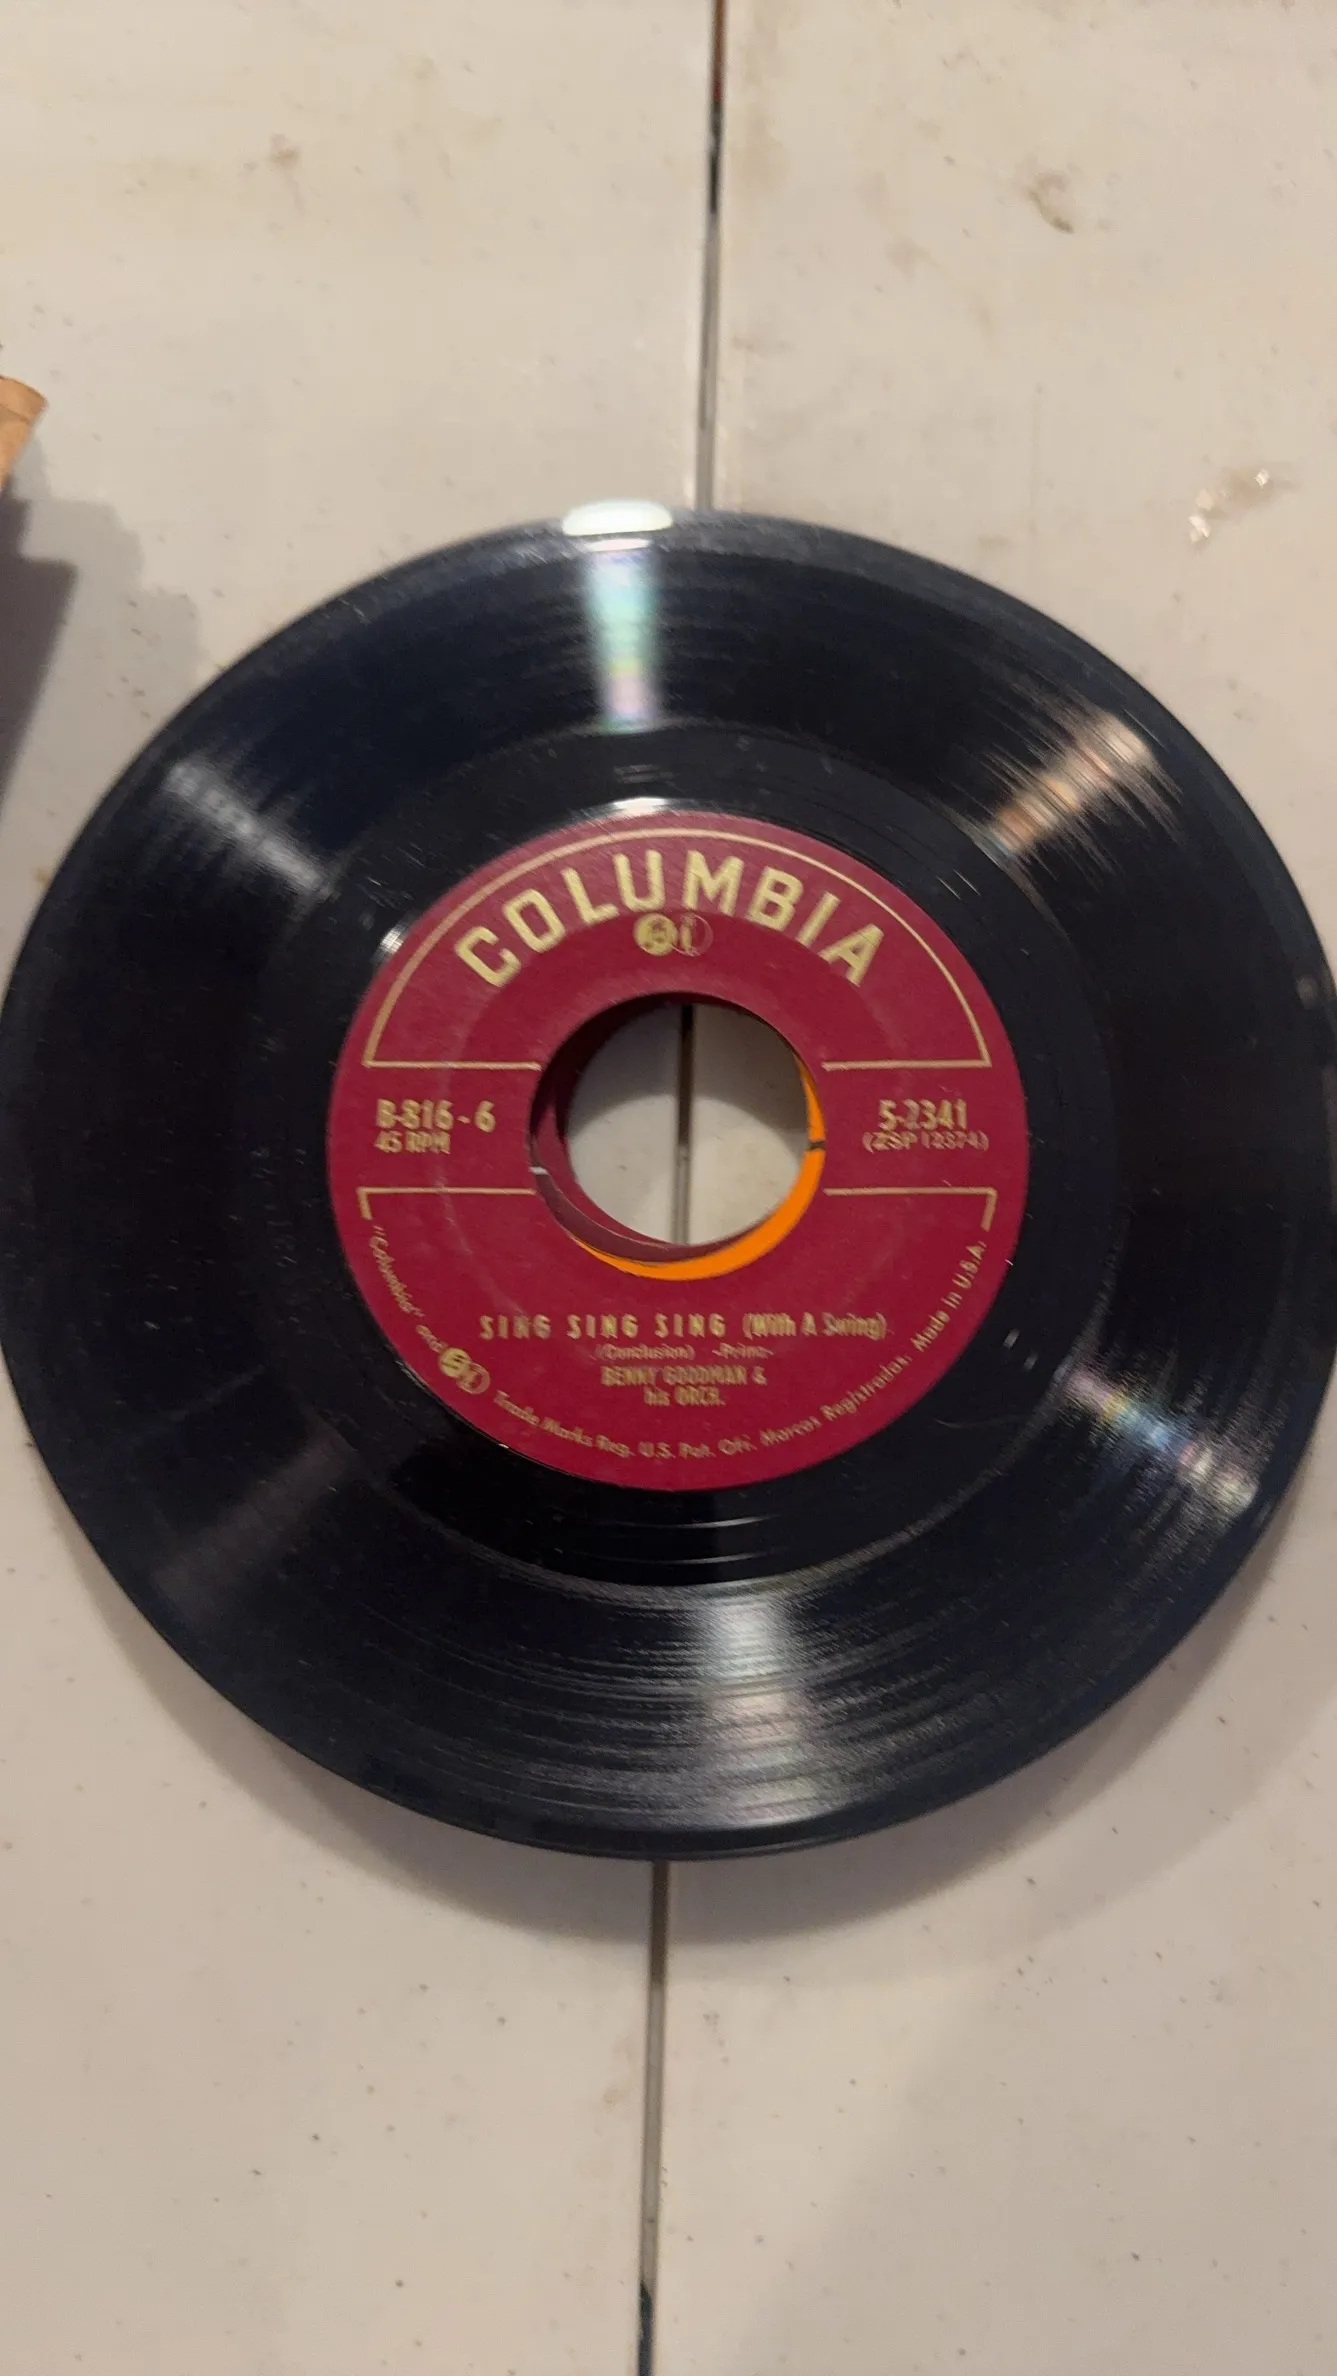 COLUMBIA
B-816-6
45 RPM
5-2341
(ZSP 12374)
SING SING SING (With A Swing)
(Conclusion) -Prima-
BENNY GOODMAN &
his ORCH.
"Columbia" and Trade Marks Reg. U.S. Pat. Off. Marcas Registradas. Made in U.S.A.